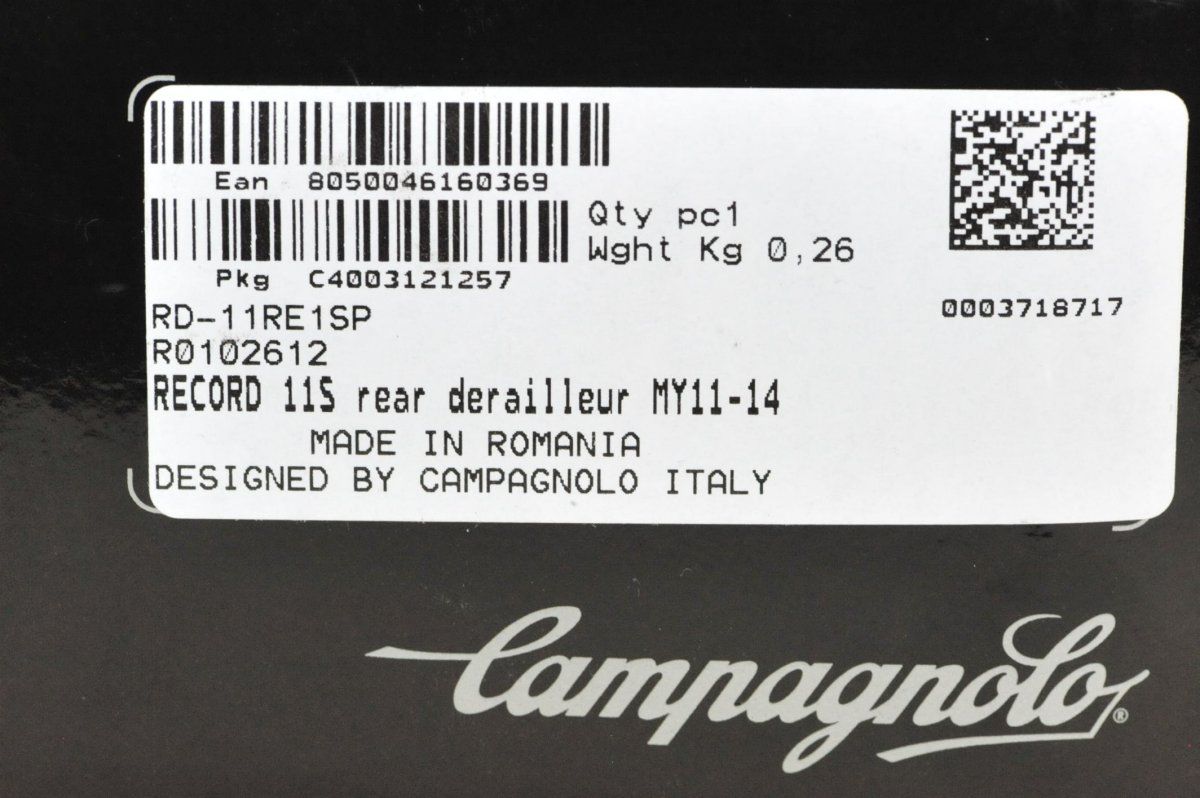 Ean 8050046160369
Qty pc1
Wght Kg 0,26
Pkg C4003121257
0003718717
RD-11RE1SP
R0102612
RECORD 11S rear derailleur MY11-14
MADE IN ROMANIA
DESIGNED BY CAMPAGNOLO ITALY
Campagnolo®